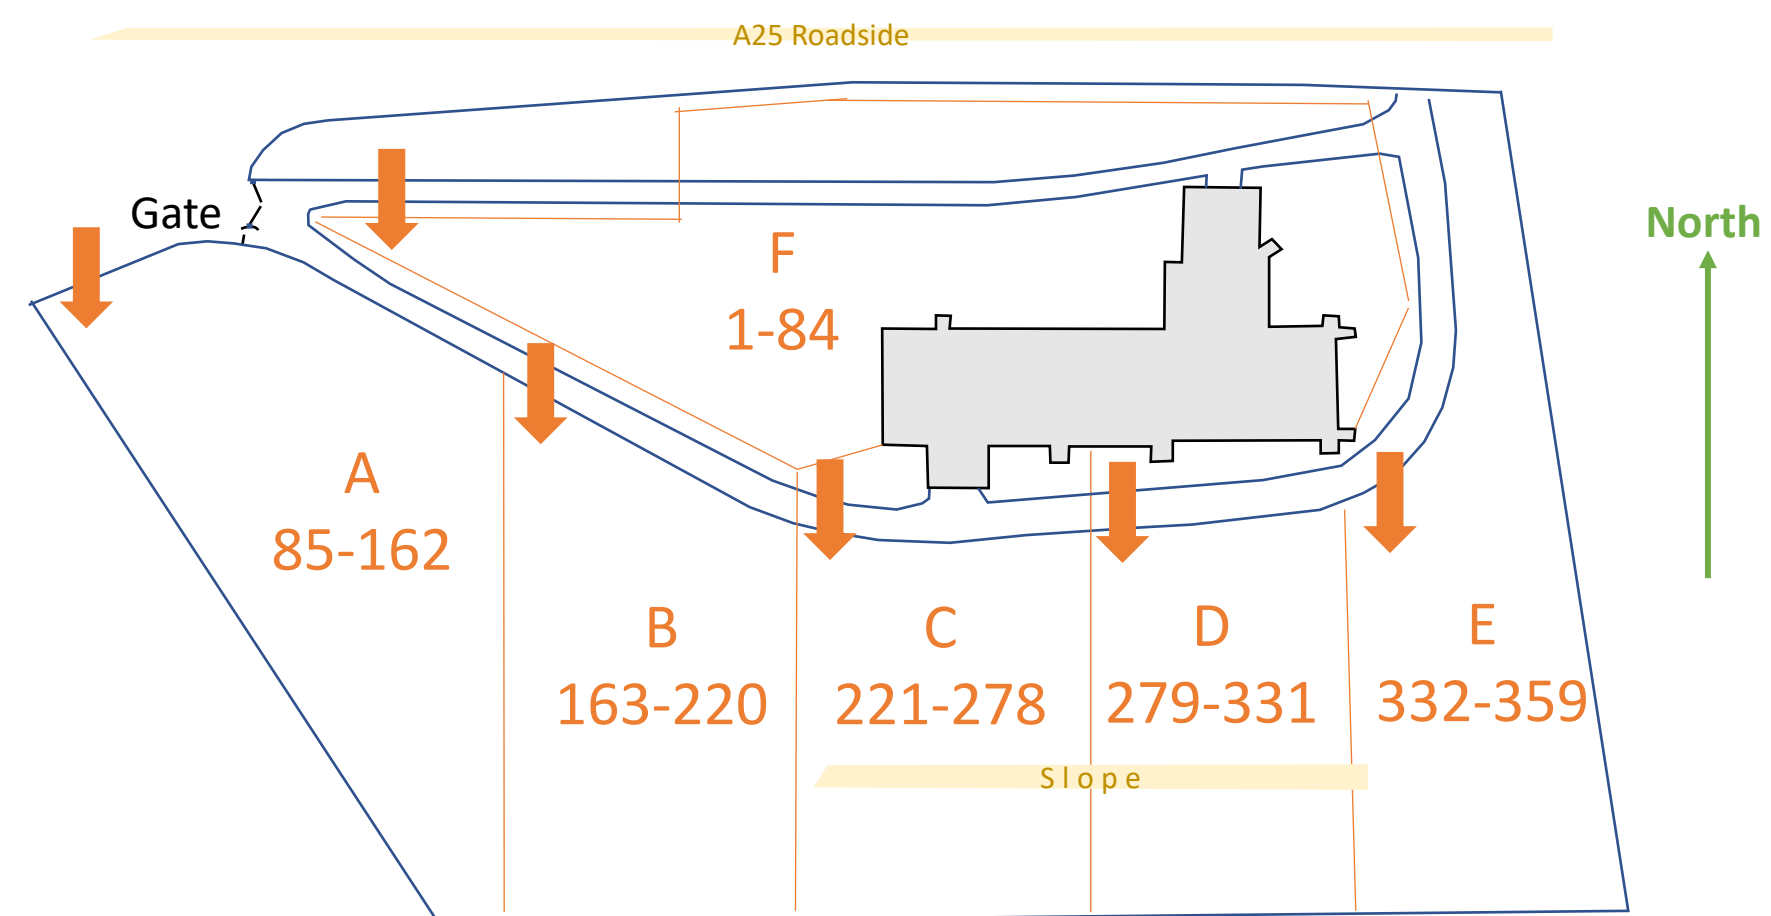 A25 Roadside
Gate
North
F
1-84
A
85-162
B
163-220
C
221-278
D
279-331
E
332-359
Slope